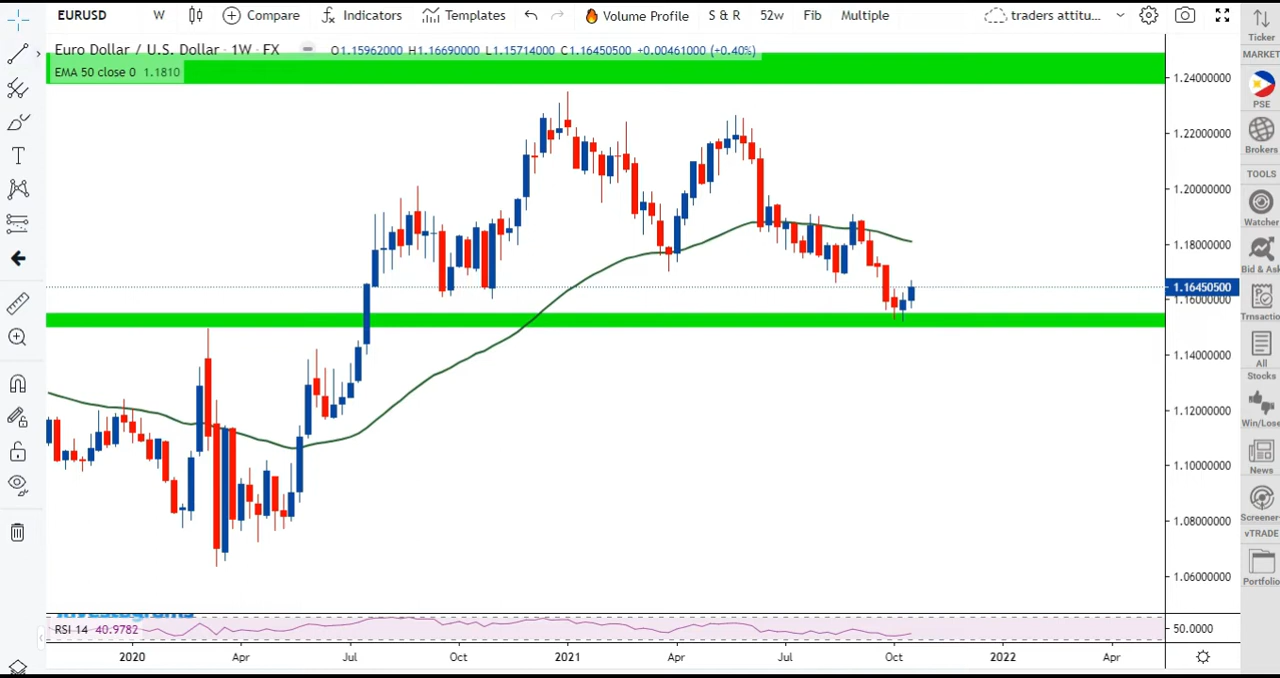 EURUSD W Compare Indicators Templates Volume Profile S & R 52w Fib Multiple traders attitu...
Euro Dollar / U.S. Dollar · 1W · FX O1.15962000 H1.16690000 L1.15714000 C1.16450500 +0.00461000 (+0.40%)
EMA 50 close 0 1.1810
1.24000000
1.22000000
1.20000000
1.18000000
1.16450500
1.16000000
1.14000000
1.12000000
1.10000000
1.08000000
1.06000000
RSI 14 40.9782
50.0000
2020 Apr Jul Oct 2021 Apr Jul Oct 2022 Apr
Ticker
MARKET
PSE
Brokers
TOOLS
Watcher
Bid & Ask
Trnsactio
All
Stocks
Win/Lose
News
Screener
vTRADE
Portfolio